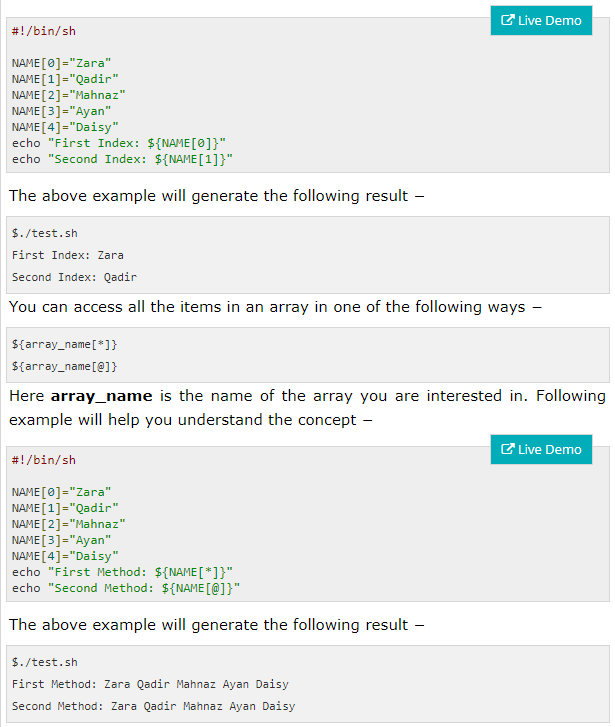 Live Demo
#!/bin/sh
NAME[0]="Zara"
NAME[1]="Qadir"
NAME[2]="Mahnaz"
NAME[3]="Ayan"
NAME[4]="Daisy"
echo "First Index: ${NAME[0]}"
echo "Second Index: ${NAME[1]}"
The above example will generate the following result −
$./test.sh
First Index: Zara
Second Index: Qadir
You can access all the items in an array in one of the following ways −
${array_name[*]}
${array_name[@]}
Here array_name is the name of the array you are interested in. Following
example will help you understand the concept −
Live Demo
#!/bin/sh
NAME[0]="Zara"
NAME[1]="Qadir"
NAME[2]="Mahnaz"
NAME[3]="Ayan"
NAME[4]="Daisy"
echo "First Method: ${NAME[*]}"
echo "Second Method: ${NAME[@]}"
The above example will generate the following result −
$./test.sh
First Method: Zara Qadir Mahnaz Ayan Daisy
Second Method: Zara Qadir Mahnaz Ayan Daisy